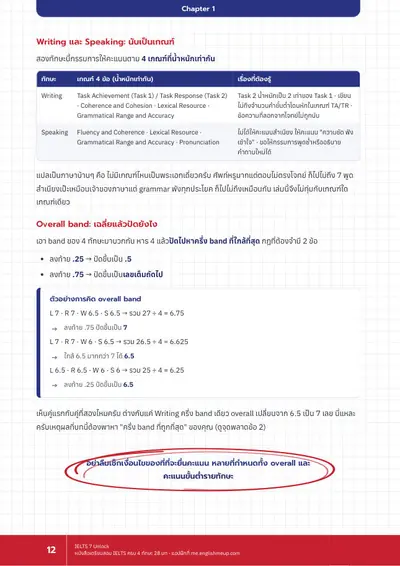 Chapter 1
Writing และ Speaking: นับเป็นเกณฑ์
สองทักษะนี้กรรมการให้คะแนนตาม 4 เกณฑ์ที่น้ำหนักเท่ากัน
ทักษะ เกณฑ์ 4 ข้อ (น้ำหนักเท่ากัน) เรื่องที่ต้องรู้
Writing Task Achievement (Task 1) / Task Response (Task 2) Task 2 น้ำหนักเป็น 2 เท่าของ Task 1 · เขียน
· Coherence and Cohesion · Lexical Resource · ไม่ถึงจำนวนคำขั้นต่ำโดนหักในเกณฑ์ TA/TR ·
Grammatical Range and Accuracy ข้อความที่ลอกจากโจทย์ไม่ถูกนับ
Speaking Fluency and Coherence · Lexical Resource · ไม่ได้ให้คะแนนสำเนียง ให้คะแนน "ความชัด ฟัง
Grammatical Range and Accuracy · Pronunciation เข้าใจ" · ขอให้กรรมการพูดซ้ำหรืออธิบาย
คำถามใหม่ได้
แปลเป็นภาษาบ้านๆ คือ ไม่มีเกณฑ์ไหนเป็นพระเอกเดี่ยวครับ ศัพท์หรูมากแต่ตอบไม่ตรงโจทย์ ก็ไปไม่ถึง 7 พูด
สำเนียงเป๊ะเหมือนเจ้าของภาษาแต่ grammar พังทุกประโยค ก็ไปไม่ถึงเหมือนกัน เล่มนี้จึงไม่ทุ่มกับเกณฑ์ใด
เกณฑ์เดียว
Overall band: เฉลี่ยแล้วปัดยังไง
เอา band ของ 4 ทักษะมาบวกกัน หาร 4 แล้วปัดไปหาครึ่ง band ที่ใกล้ที่สุด กฎที่ต้องจำมี 2 ข้อ
• ลงท้าย .25 → ปัดขึ้นเป็น .5
• ลงท้าย .75 → ปัดขึ้นเป็นเลขเต็มถัดไป
ตัวอย่างการคิด overall band
L 7 · R 7 · W 6.5 · S 6.5 → รวม 27 ÷ 4 = 6.75
→ ลงท้าย .75 ปัดขึ้นเป็น 7
L 7 · R 7 · W 6 · S 6.5 → รวม 26.5 ÷ 4 = 6.625
→ ใกล้ 6.5 มากกว่า 7 ได้ 6.5
L 6.5 · R 6.5 · W 6 · S 6 → รวม 25 ÷ 4 = 6.25
→ ลงท้าย .25 ปัดขึ้นเป็น 6.5
เห็นคู่แรกกับคู่ที่สองไหมครับ ต่างกันแค่ Writing ครึ่ง band เดียว overall เปลี่ยนจาก 6.5 เป็น 7 เลย นี่แหละ
ครับเหตุผลที่บทนี้ต้องพาหา "ครึ่ง band ที่ถูกที่สุด" ของคุณ (ดูจุดพลาดข้อ 2)
อย่าลืมเช็กเงื่อนไขของที่ที่จะยื่นคะแนน หลายที่กำหนดทั้ง overall และ
คะแนนขั้นต่ำรายทักษะ
12
IELTS 7 Unlock
หนังสือเตรียมสอบ IELTS ครบ 4 ทักษะ 28 บท · แอปฝึกที่ me.englishmeup.com